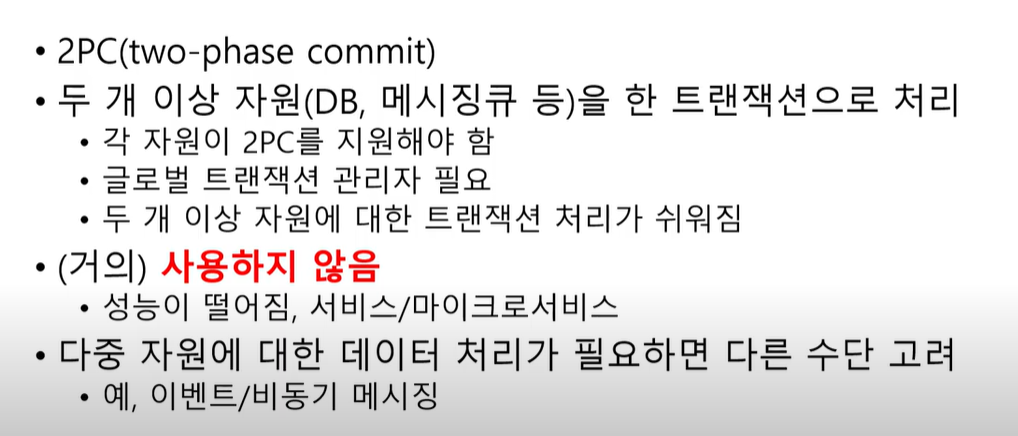 • 2PC(two-phase commit)
• 두 개 이상 자원(DB, 메시징큐 등)을 한 트랜잭션으로 처리
• 각 자원이 2PC를 지원해야 함
• 글로벌 트랜잭션 관리자 필요
• 두 개 이상 자원에 대한 트랜잭션 처리가 쉬워짐
• (거의) 사용하지 않음
• 성능이 떨어짐, 서비스/마이크로서비스
• 다중 자원에 대한 데이터 처리가 필요하면 다른 수단 고려
• 예, 이벤트/비동기 메시징